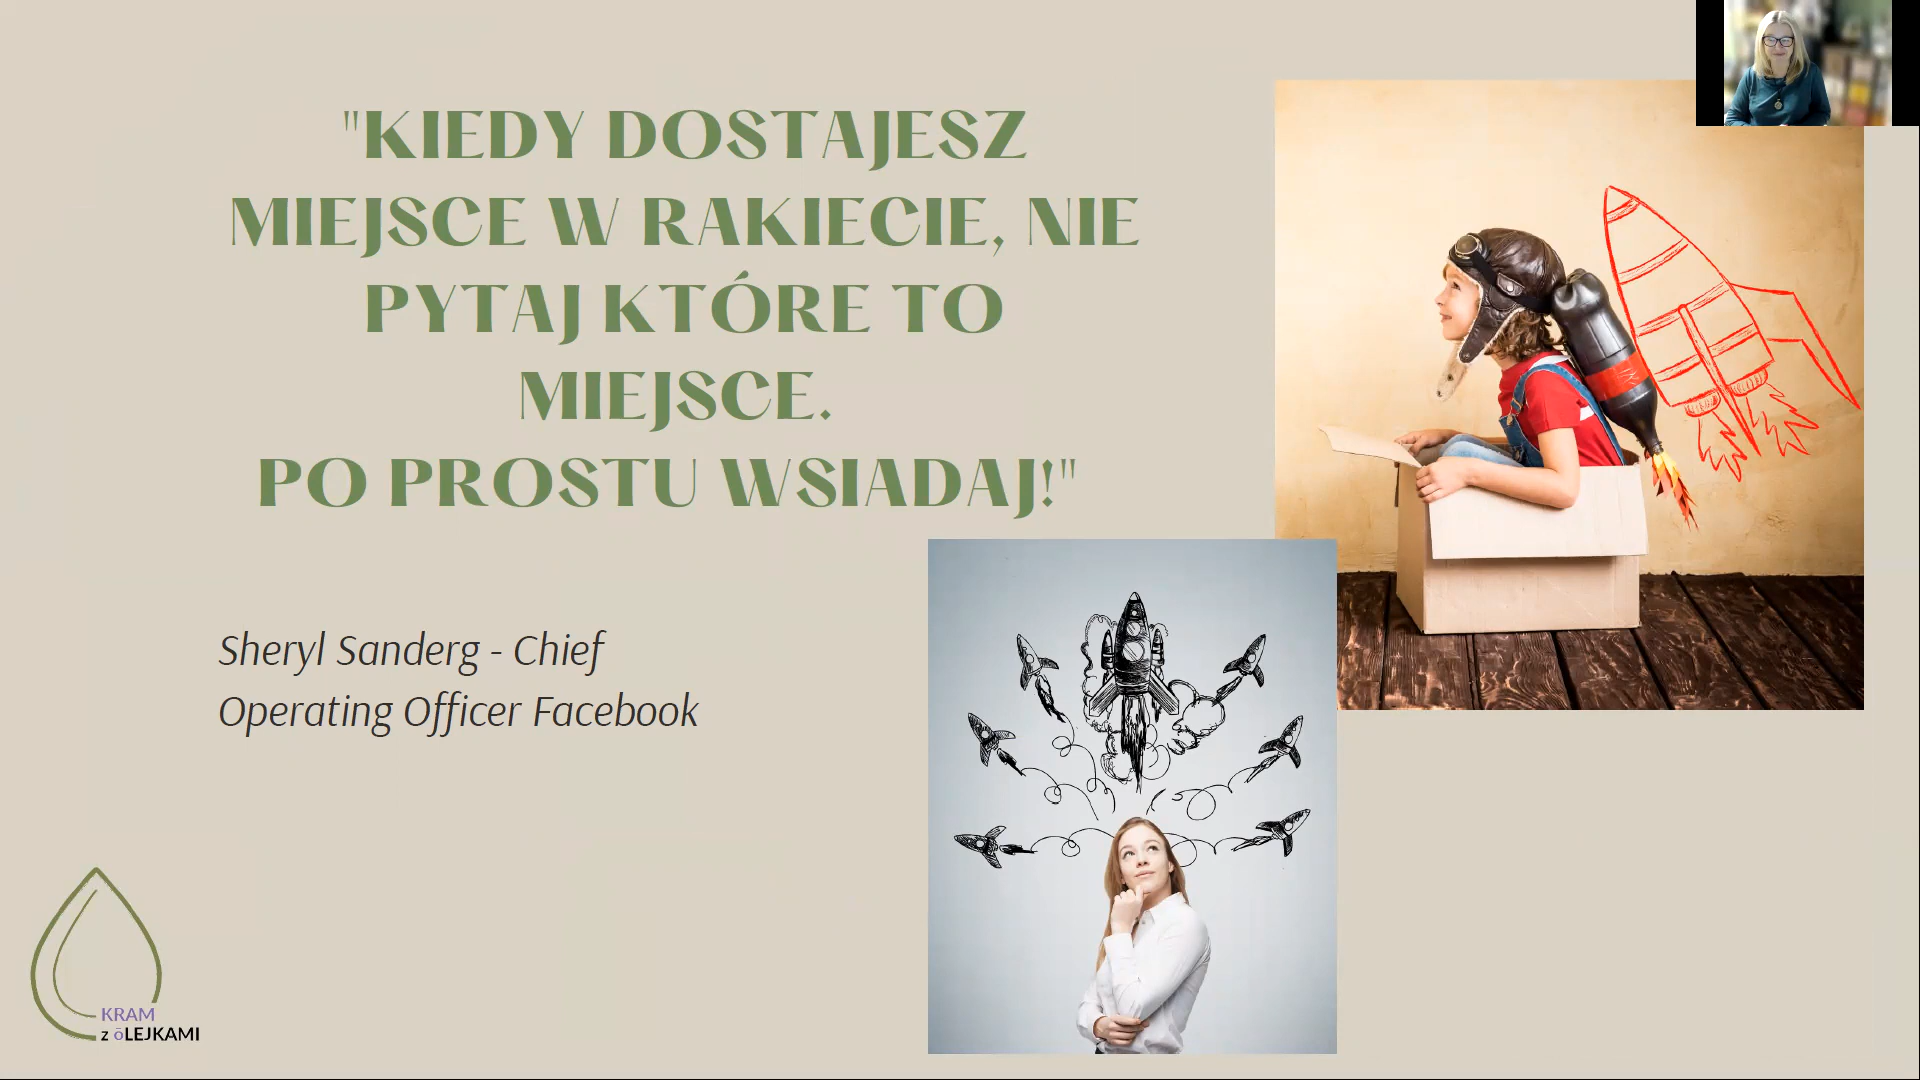 "KIEDY DOSTAJESZ
MIEJSCE W RAKIECIE, NIE
PYTAJ KTÓRE TO
MIEJSCE.
PO PROSTU WSIADAJ!"
Sheryl Sanderg - Chief
Operating Officer Facebook
KRAM
z ōLEJKAMI